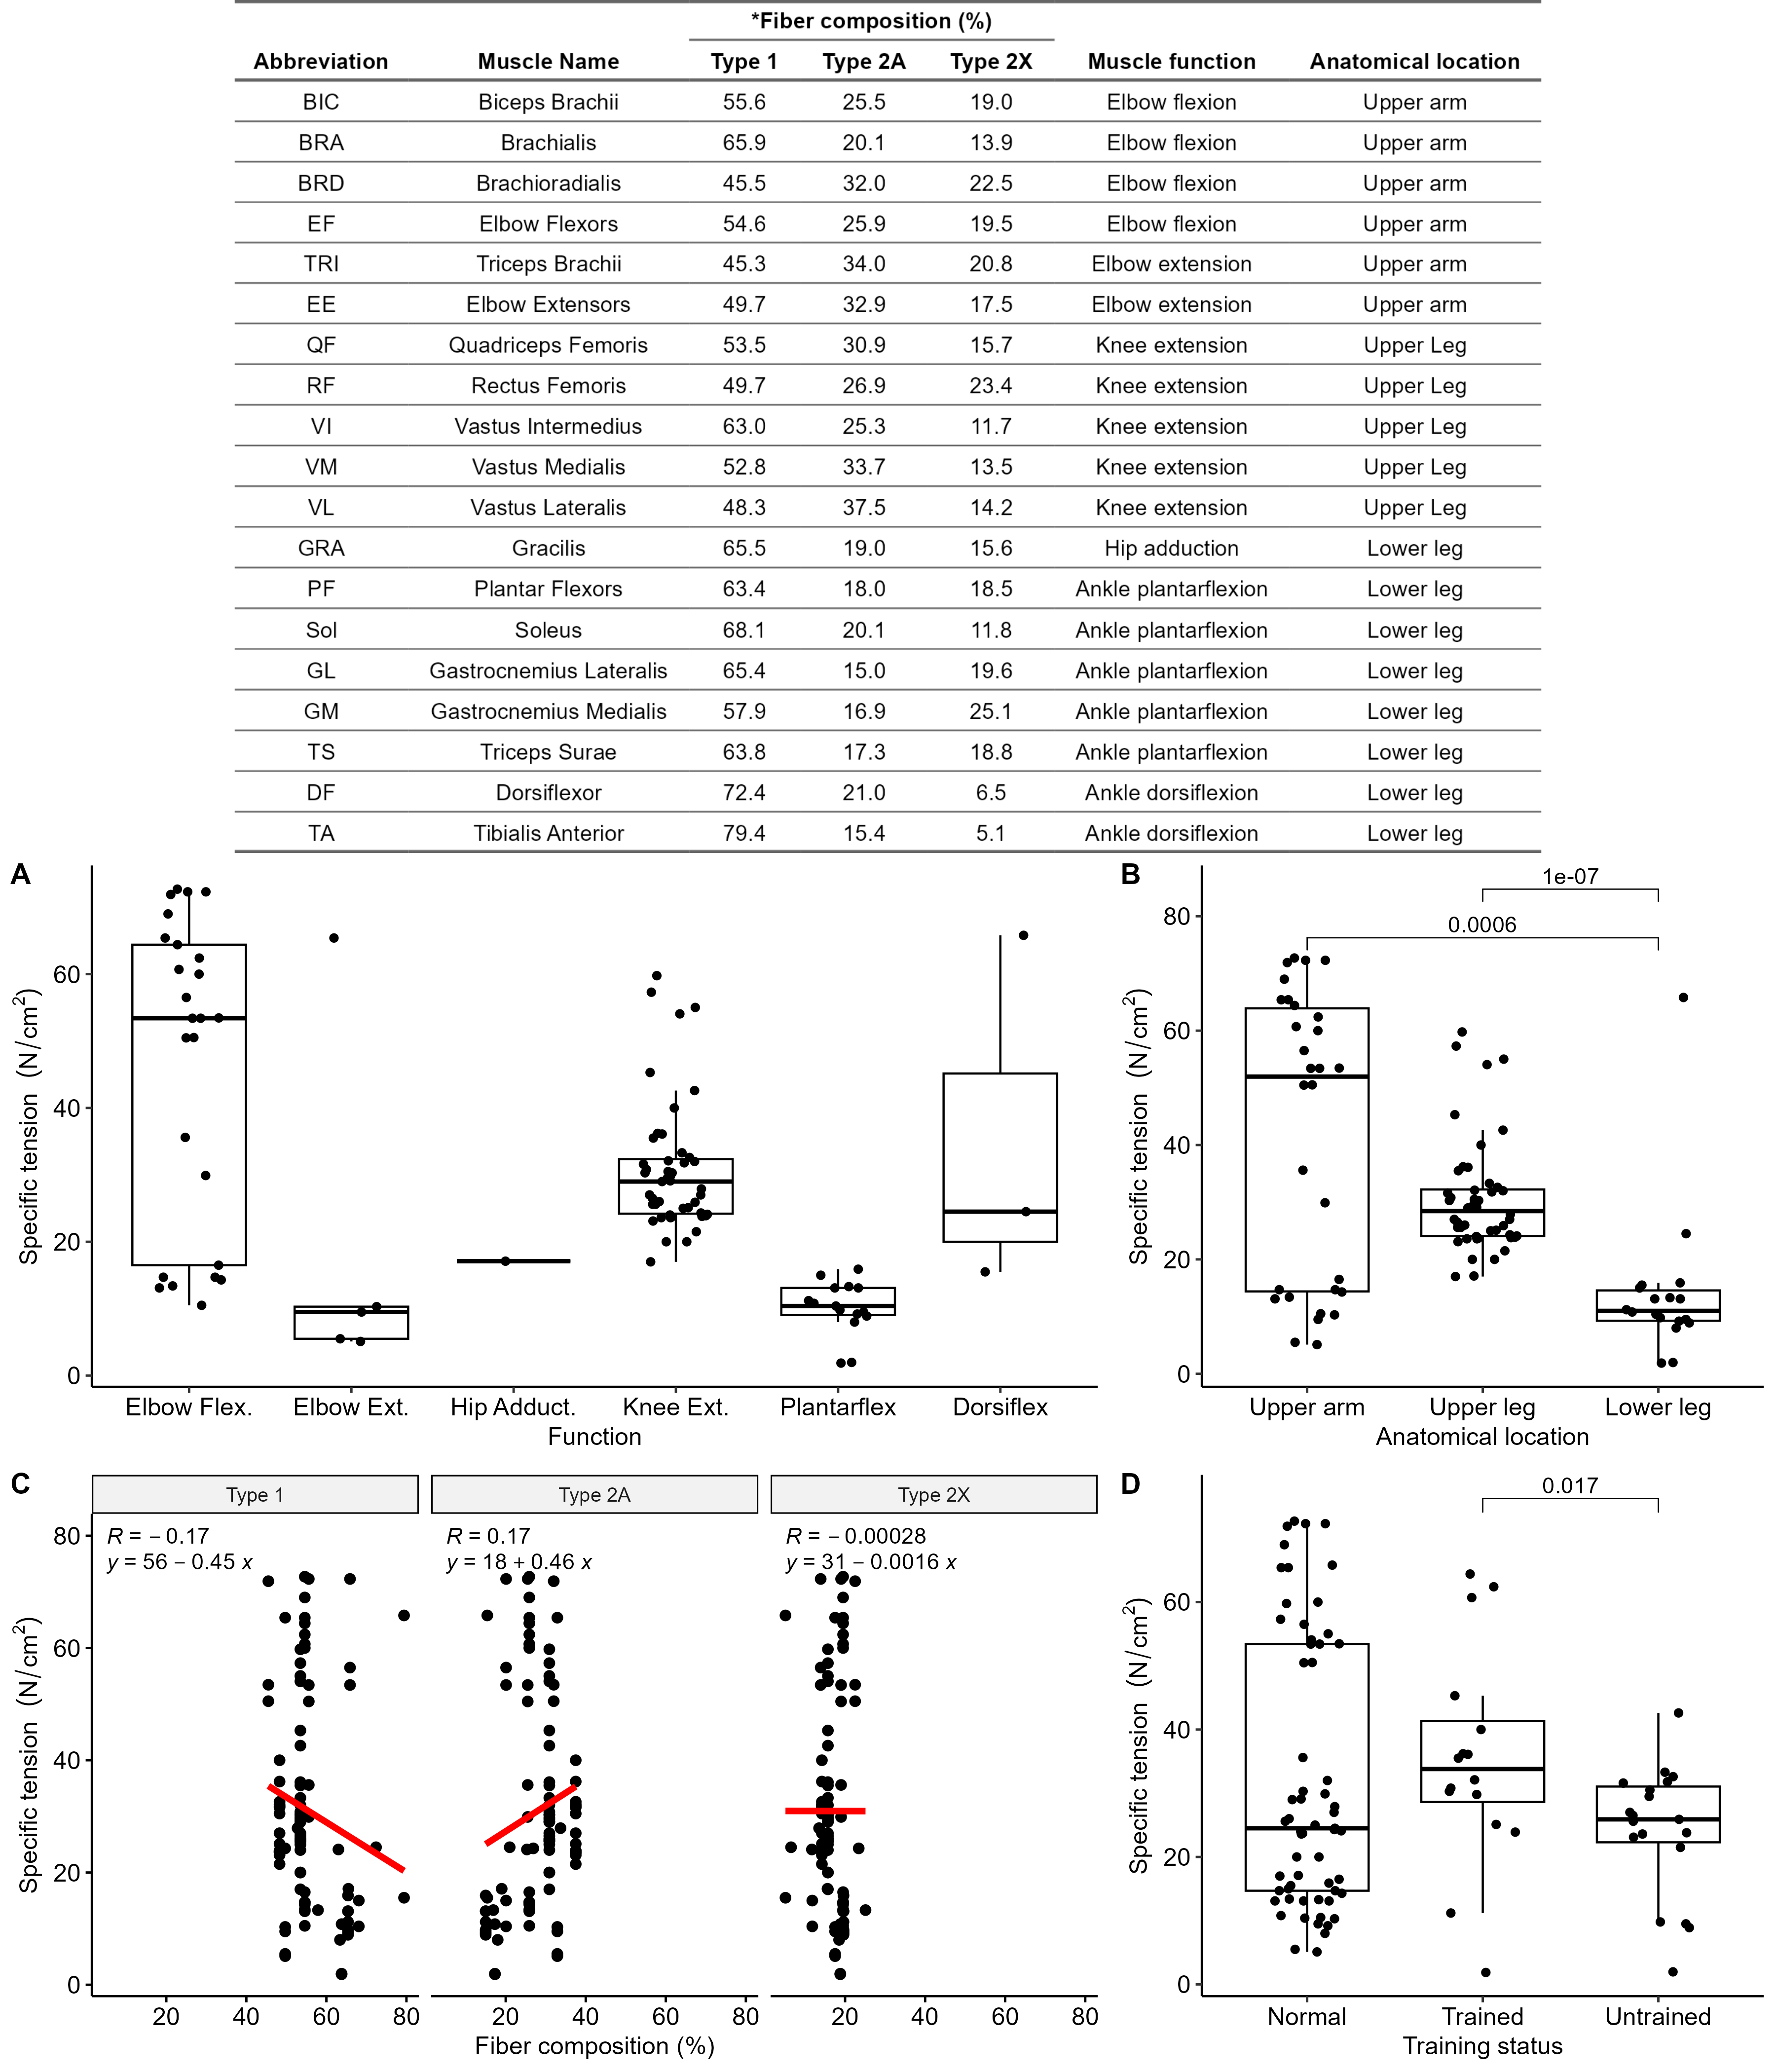 *Fiber composition (%)
Abbreviation Muscle Name Type 1 Type 2A Type 2X Muscle function Anatomical location
BIC Biceps Brachii 55.6 25.5 19.0 Elbow flexion Upper arm
BRA Brachialis 65.9 20.1 13.9 Elbow flexion Upper arm
BRD Brachioradialis 45.5 32.0 22.5 Elbow flexion Upper arm
EF Elbow Flexors 54.6 25.9 19.5 Elbow flexion Upper arm
TRI Triceps Brachii 45.3 34.0 20.8 Elbow extension Upper arm
EE Elbow Extensors 49.7 32.9 17.5 Elbow extension Upper arm
QF Quadriceps Femoris 53.5 30.9 15.7 Knee extension Upper Leg
RF Rectus Femoris 49.7 26.9 23.4 Knee extension Upper Leg
VI Vastus Intermedius 63.0 25.3 11.7 Knee extension Upper Leg
VM Vastus Medialis 52.8 33.7 13.5 Knee extension Upper Leg
VL Vastus Lateralis 48.3 37.5 14.2 Knee extension Upper Leg
GRA Gracilis 65.5 19.0 15.6 Hip adduction Lower leg
PF Plantar Flexors 63.4 18.0 18.5 Ankle plantarflexion Lower leg
Sol Soleus 68.1 20.1 11.8 Ankle plantarflexion Lower leg
GL Gastrocnemius Lateralis 65.4 15.0 19.6 Ankle plantarflexion Lower leg
GM Gastrocnemius Medialis 57.9 16.9 25.1 Ankle plantarflexion Lower leg
TS Triceps Surae 63.8 17.3 18.8 Ankle plantarflexion Lower leg
DF Dorsiflexor 72.4 21.0 6.5 Ankle dorsiflexion Lower leg
TA Tibialis Anterior 79.4 15.4 5.1 Ankle dorsiflexion Lower leg
A
Specific tension (N/cm²)
60
40
20
0
Elbow Flex. Elbow Ext. Hip Adduct. Knee Ext. Plantarflex Dorsiflex
Function
B
1e-07
0.0006
Specific tension (N/cm²)
80
60
40
20
0
Upper arm Upper leg Lower leg
Anatomical location
C
Type 1 Type 2A Type 2X
R = − 0.17
y = 56 − 0.45 x
R = 0.17
y = 18 + 0.46 x
R = − 0.00028
y = 31 − 0.0016 x
Specific tension (N/cm²)
80
60
40
20
0
20 40 60 80 20 40 60 80 20 40 60 80
Fiber composition (%)
D
0.017
Specific tension (N/cm²)
60
40
20
0
Normal Trained Untrained
Training status